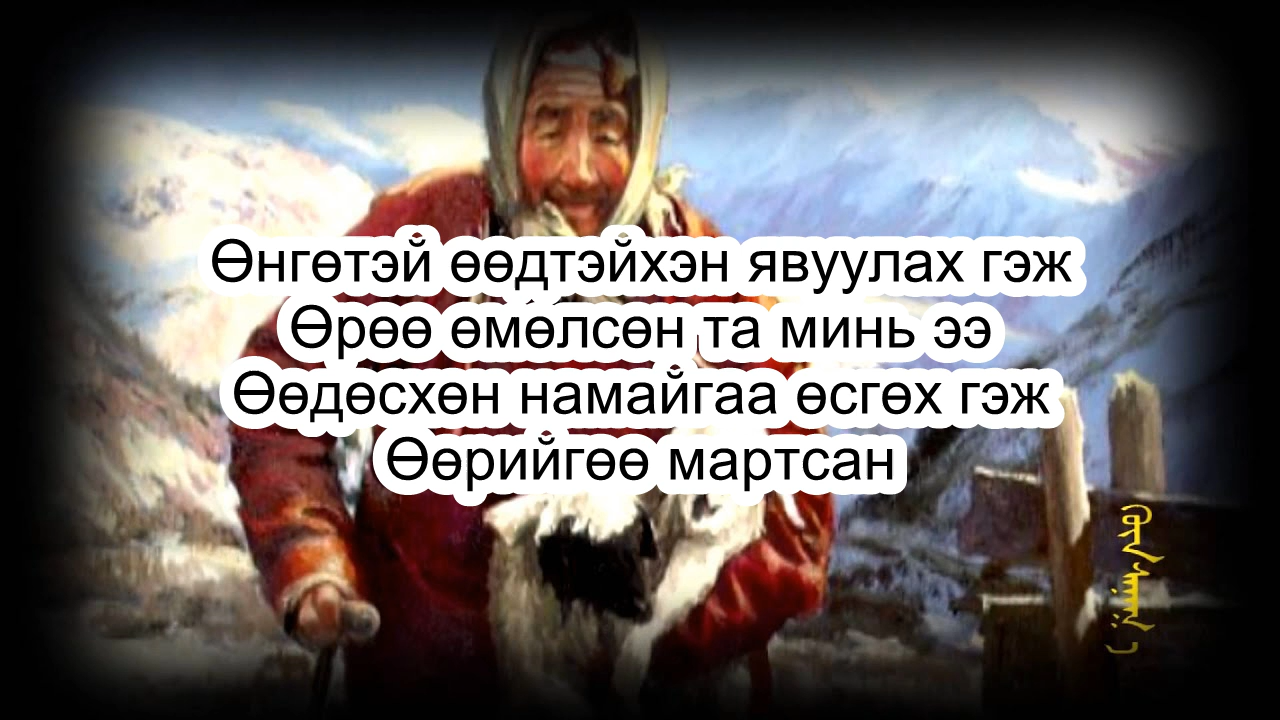 Өнгөтэй өөдтэйхэн явуулах гэж
Өрөө өмөлсөн та минь ээ
Өөдөсхөн намайгаа өсгөх гэж
Өөрийгөө мартсан